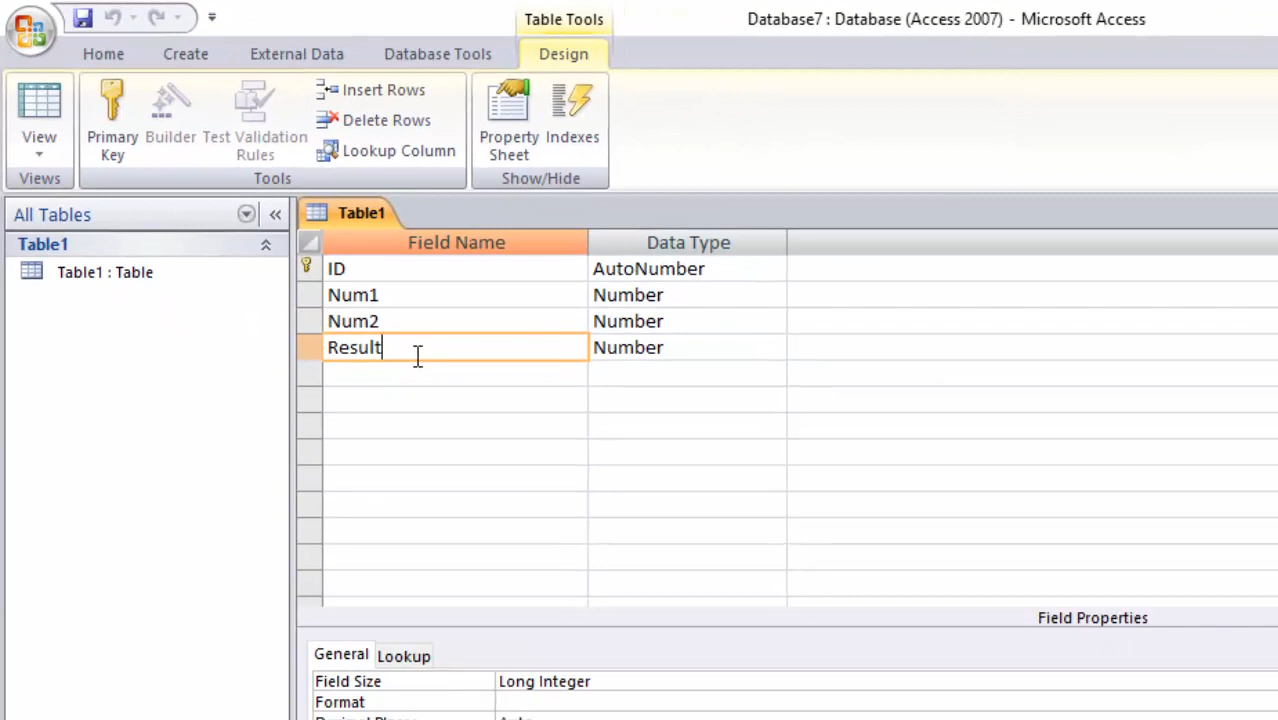 Table Tools
Database7 : Database (Access 2007) - Microsoft Access
Home Create External Data Database Tools Design
View
Primary Key
Builder
Test Validation Rules
Insert Rows
Delete Rows
Lookup Column
Property Sheet
Indexes
Views Tools Show/Hide
All Tables
Table1
Table1 : Table
Table1
Field Name Data Type
ID AutoNumber
Num1 Number
Num2 Number
Result Number
Field Properties
General Lookup
Field Size Long Integer
Format
Decimal Places Auto